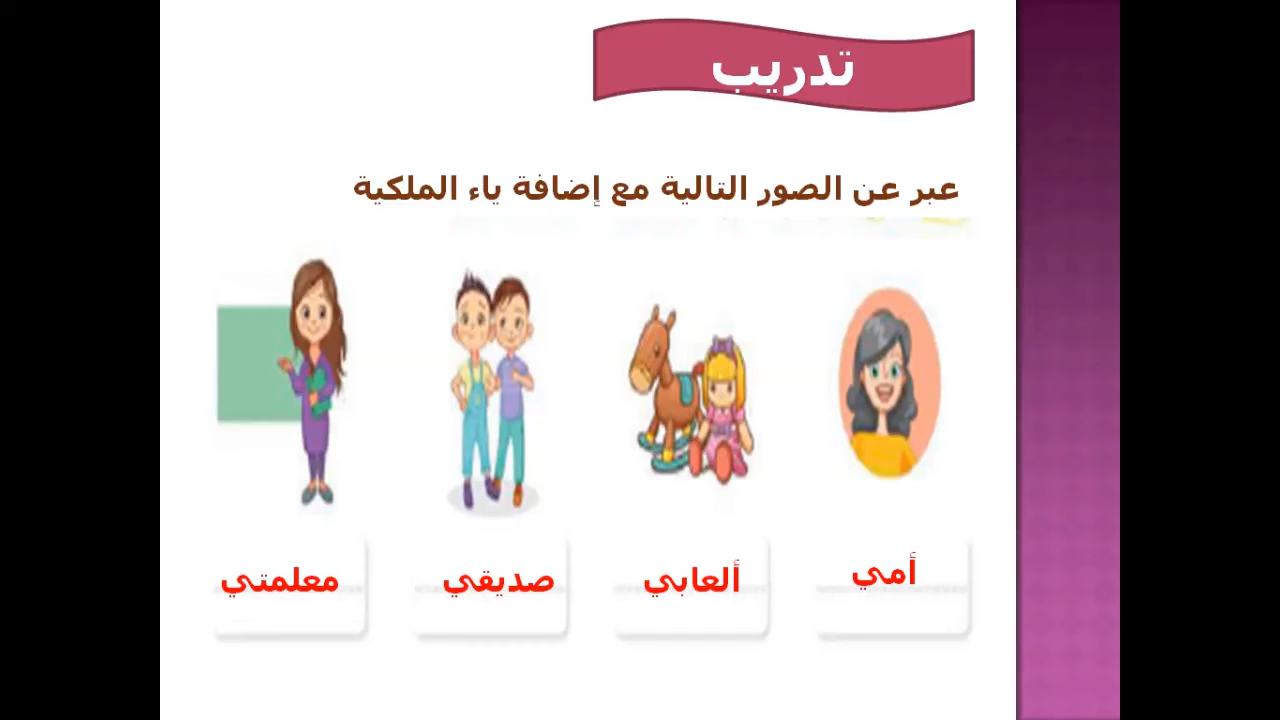 تدريب
عبر عن الصور التالية مع إضافة ياء الملكية
أمي
ألعابي
صديقي
معلمتي